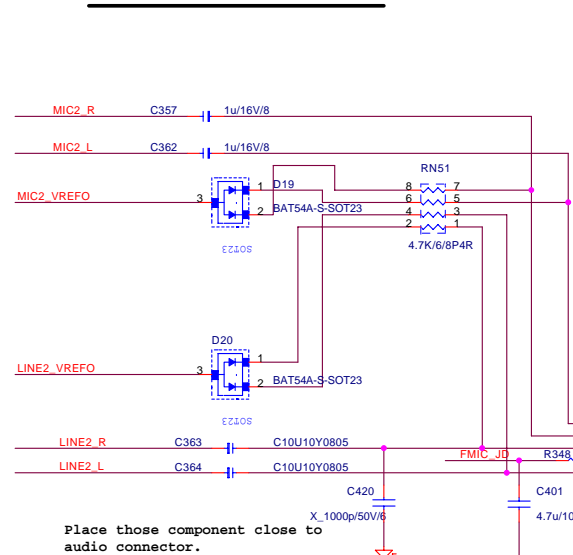 MIC2_R C357 1u/16V/8
MIC2_L C362 1u/16V/8
RN51
D19
MIC2_VREFO 3 1 2 BAT54A-S-SOT23
8 7
6 5
4 3
2 1
4.7K/6/8P4R
SOT23
D20
LINE2_VREFO 3 1 2 BAT54A-S-SOT23
SOT23
LINE2_R C363 C10U10Y0805
FMIC_JD R348
LINE2_L C364 C10U10Y0805
C420 C401
X_1000p/50V/6 4.7u/10
Place those component close to
audio connector.